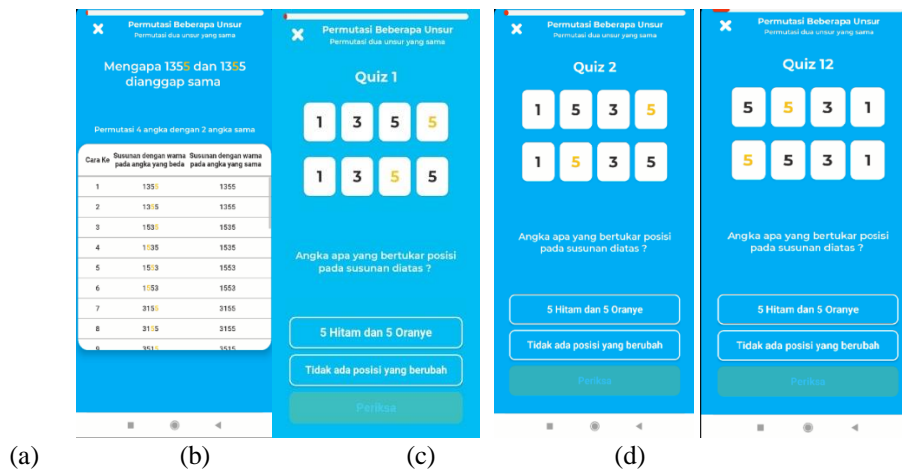 Permutasi Beberapa Unsur
Permutasi dua unsur yang sama
Mengapa 1355 dan 1355
dianggap sama
Permutasi 4 angka dengan 2 angka sama
Cara Ke Susunan dengan warna pada angka yang beda Susunan dengan warna pada angka yang sama
1 1355 1355
2 1355 1355
3 1535 1535
4 1535 1535
5 1553 1553
6 1553 1553
7 3155 3155
8 3155 3155
9 3515 3515
Permutasi Beberapa Unsur
Permutasi dua unsur yang sama
Quiz 1
1 3 5 5
1 3 5 5
Angka apa yang bertukar posisi
pada susunan diatas ?
5 Hitam dan 5 Oranye
Tidak ada posisi yang berubah
Periksa
Permutasi Beberapa Unsur
Permutasi dua unsur yang sama
Quiz 2
1 5 3 5
1 5 3 5
Angka apa yang bertukar posisi
pada susunan diatas ?
5 Hitam dan 5 Oranye
Tidak ada posisi yang berubah
Periksa
Permutasi Beberapa Unsur
Permutasi dua unsur yang sama
Quiz 12
5 5 3 1
5 5 3 1
Angka apa yang bertukar posisi
pada susunan diatas ?
5 Hitam dan 5 Oranye
Tidak ada posisi yang berubah
Periksa
(a) (b) (c) (d)